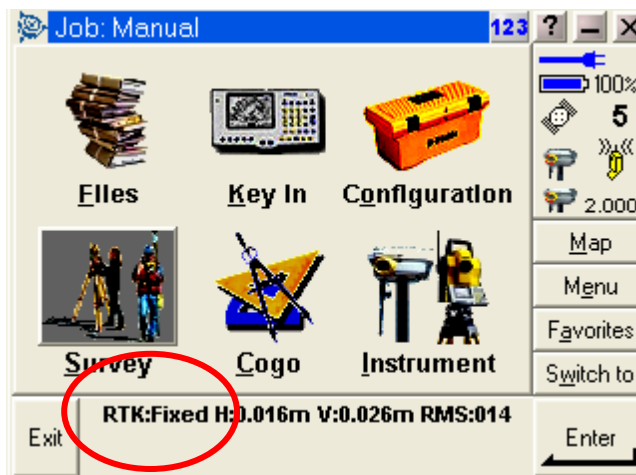 Job: Manual
123
?
100%
5
Files
Key In
Configuration
2.000
Map
Menu
Favorites
Survey
Cogo
Instrument
Switch to
RTK:Fixed H:0.016m V:0.026m RMS:014
Exit
Enter